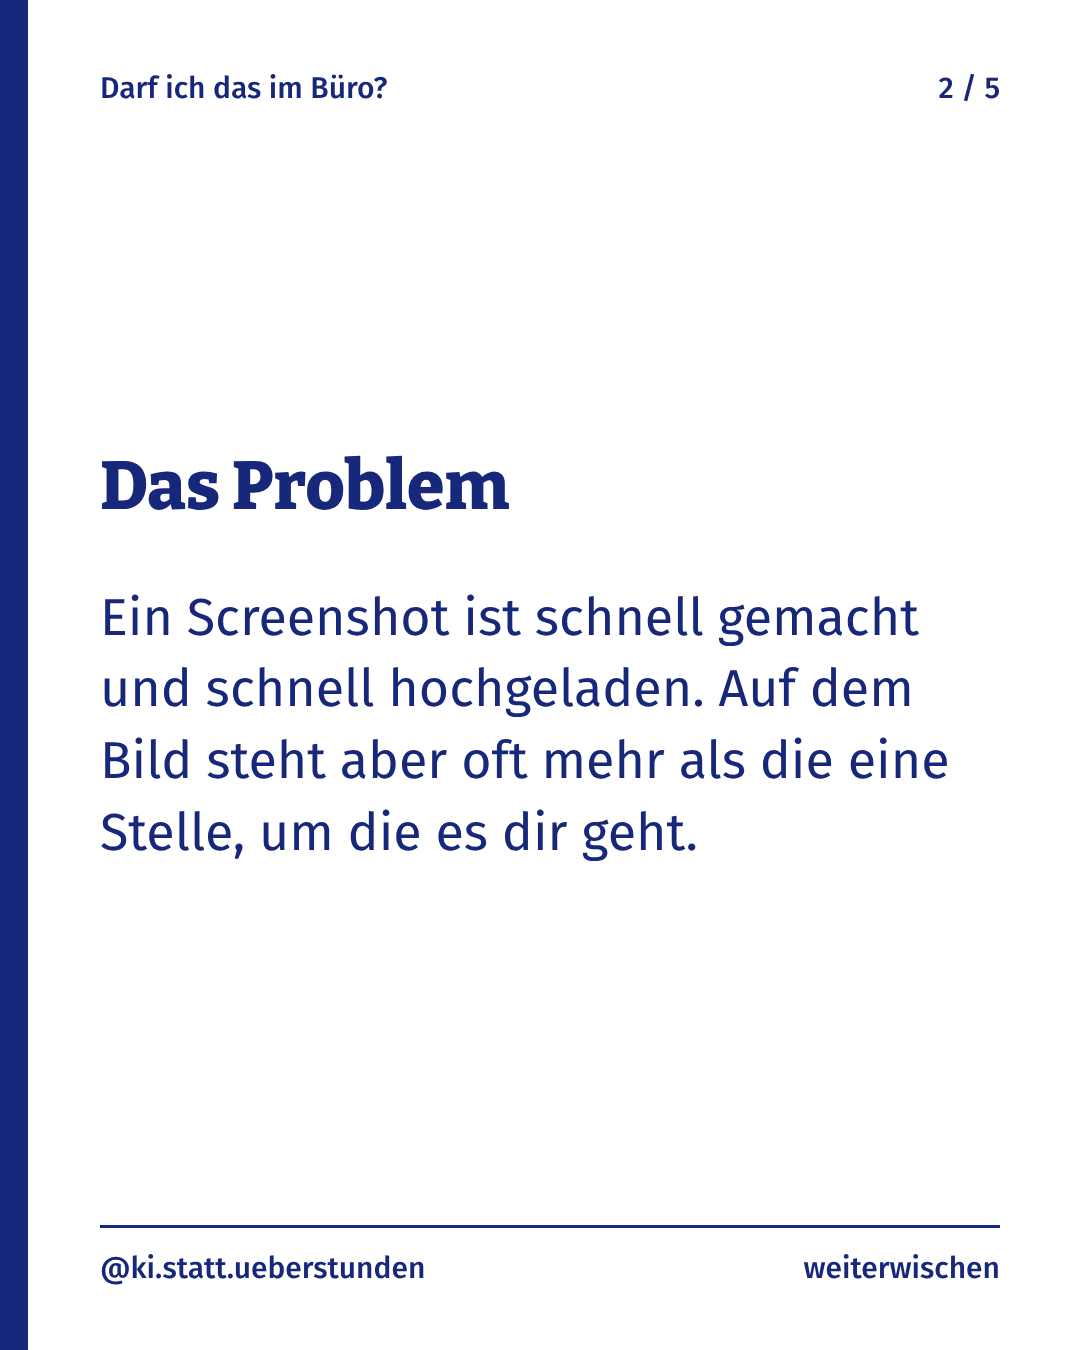 Darf ich das im Büro?
2 / 5
Das Problem
Ein Screenshot ist schnell gemacht
und schnell hochgeladen. Auf dem
Bild steht aber oft mehr als die eine
Stelle, um die es dir geht.
@ki.statt.ueberstunden
weiterwischen